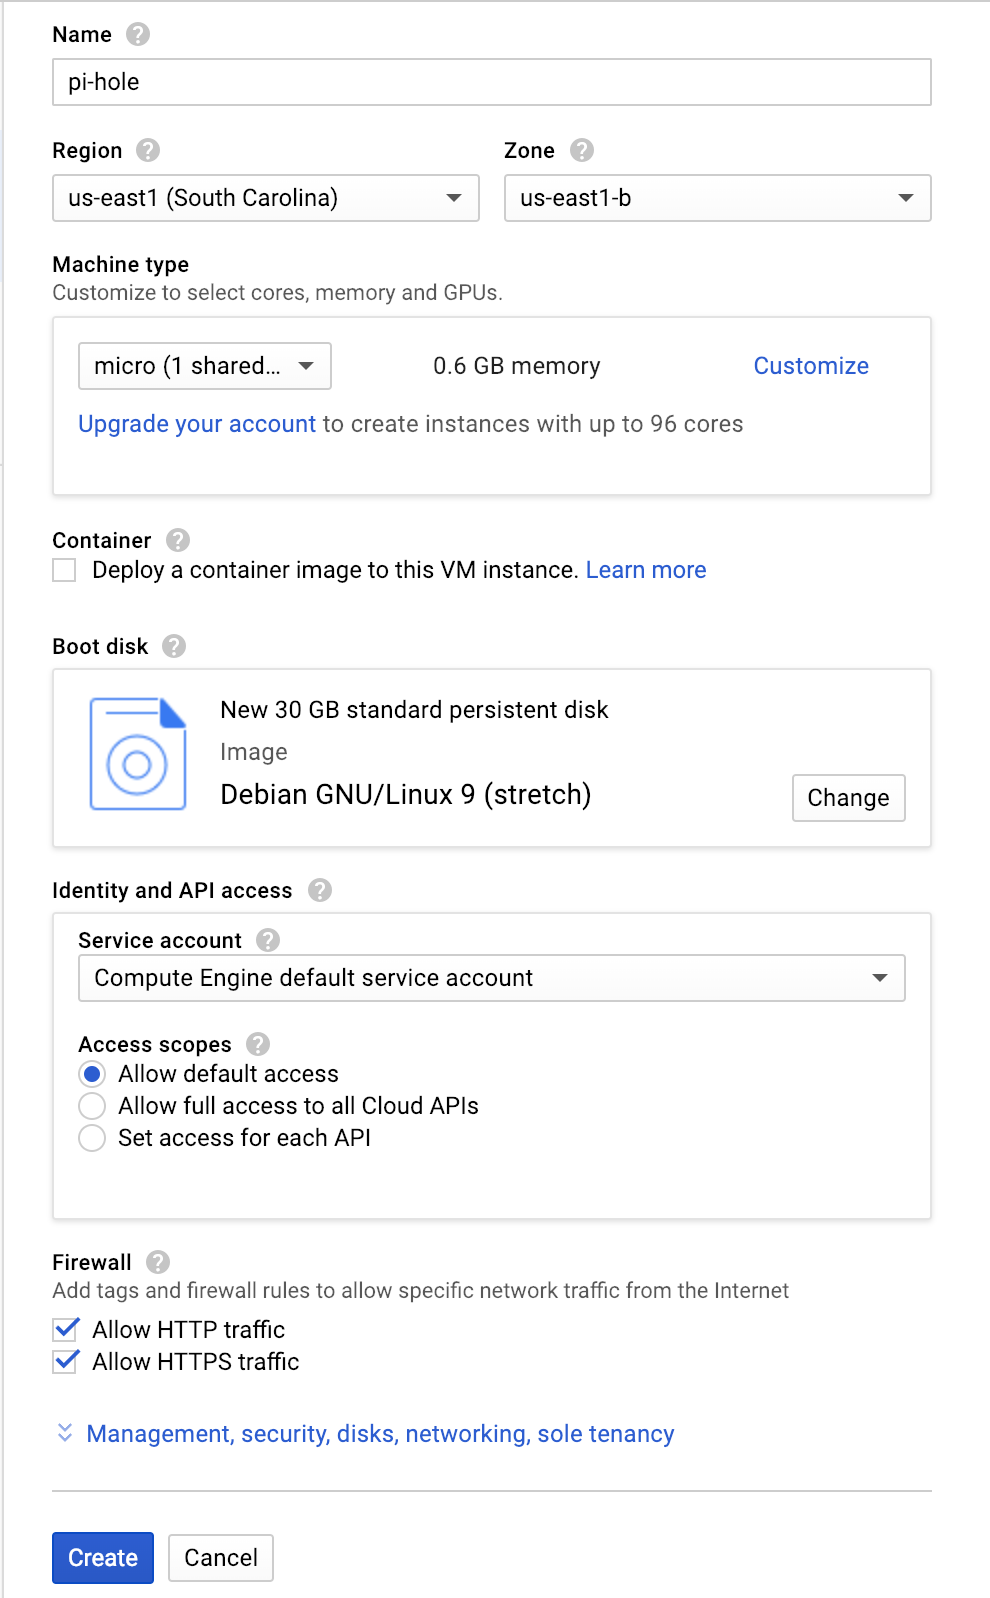 Name
pi-hole
Region
Zone
us-east1 (South Carolina)
us-east1-b
Machine type
Customize to select cores, memory and GPUs.
micro (1 shared...
0.6 GB memory
Customize
Upgrade your account to create instances with up to 96 cores
Container
Deploy a container image to this VM instance. Learn more
Boot disk
New 30 GB standard persistent disk
Image
Debian GNU/Linux 9 (stretch)
Change
Identity and API access
Service account
Compute Engine default service account
Access scopes
Allow default access
Allow full access to all Cloud APIs
Set access for each API
Firewall
Add tags and firewall rules to allow specific network traffic from the Internet
Allow HTTP traffic
Allow HTTPS traffic
Management, security, disks, networking, sole tenancy
Create
Cancel